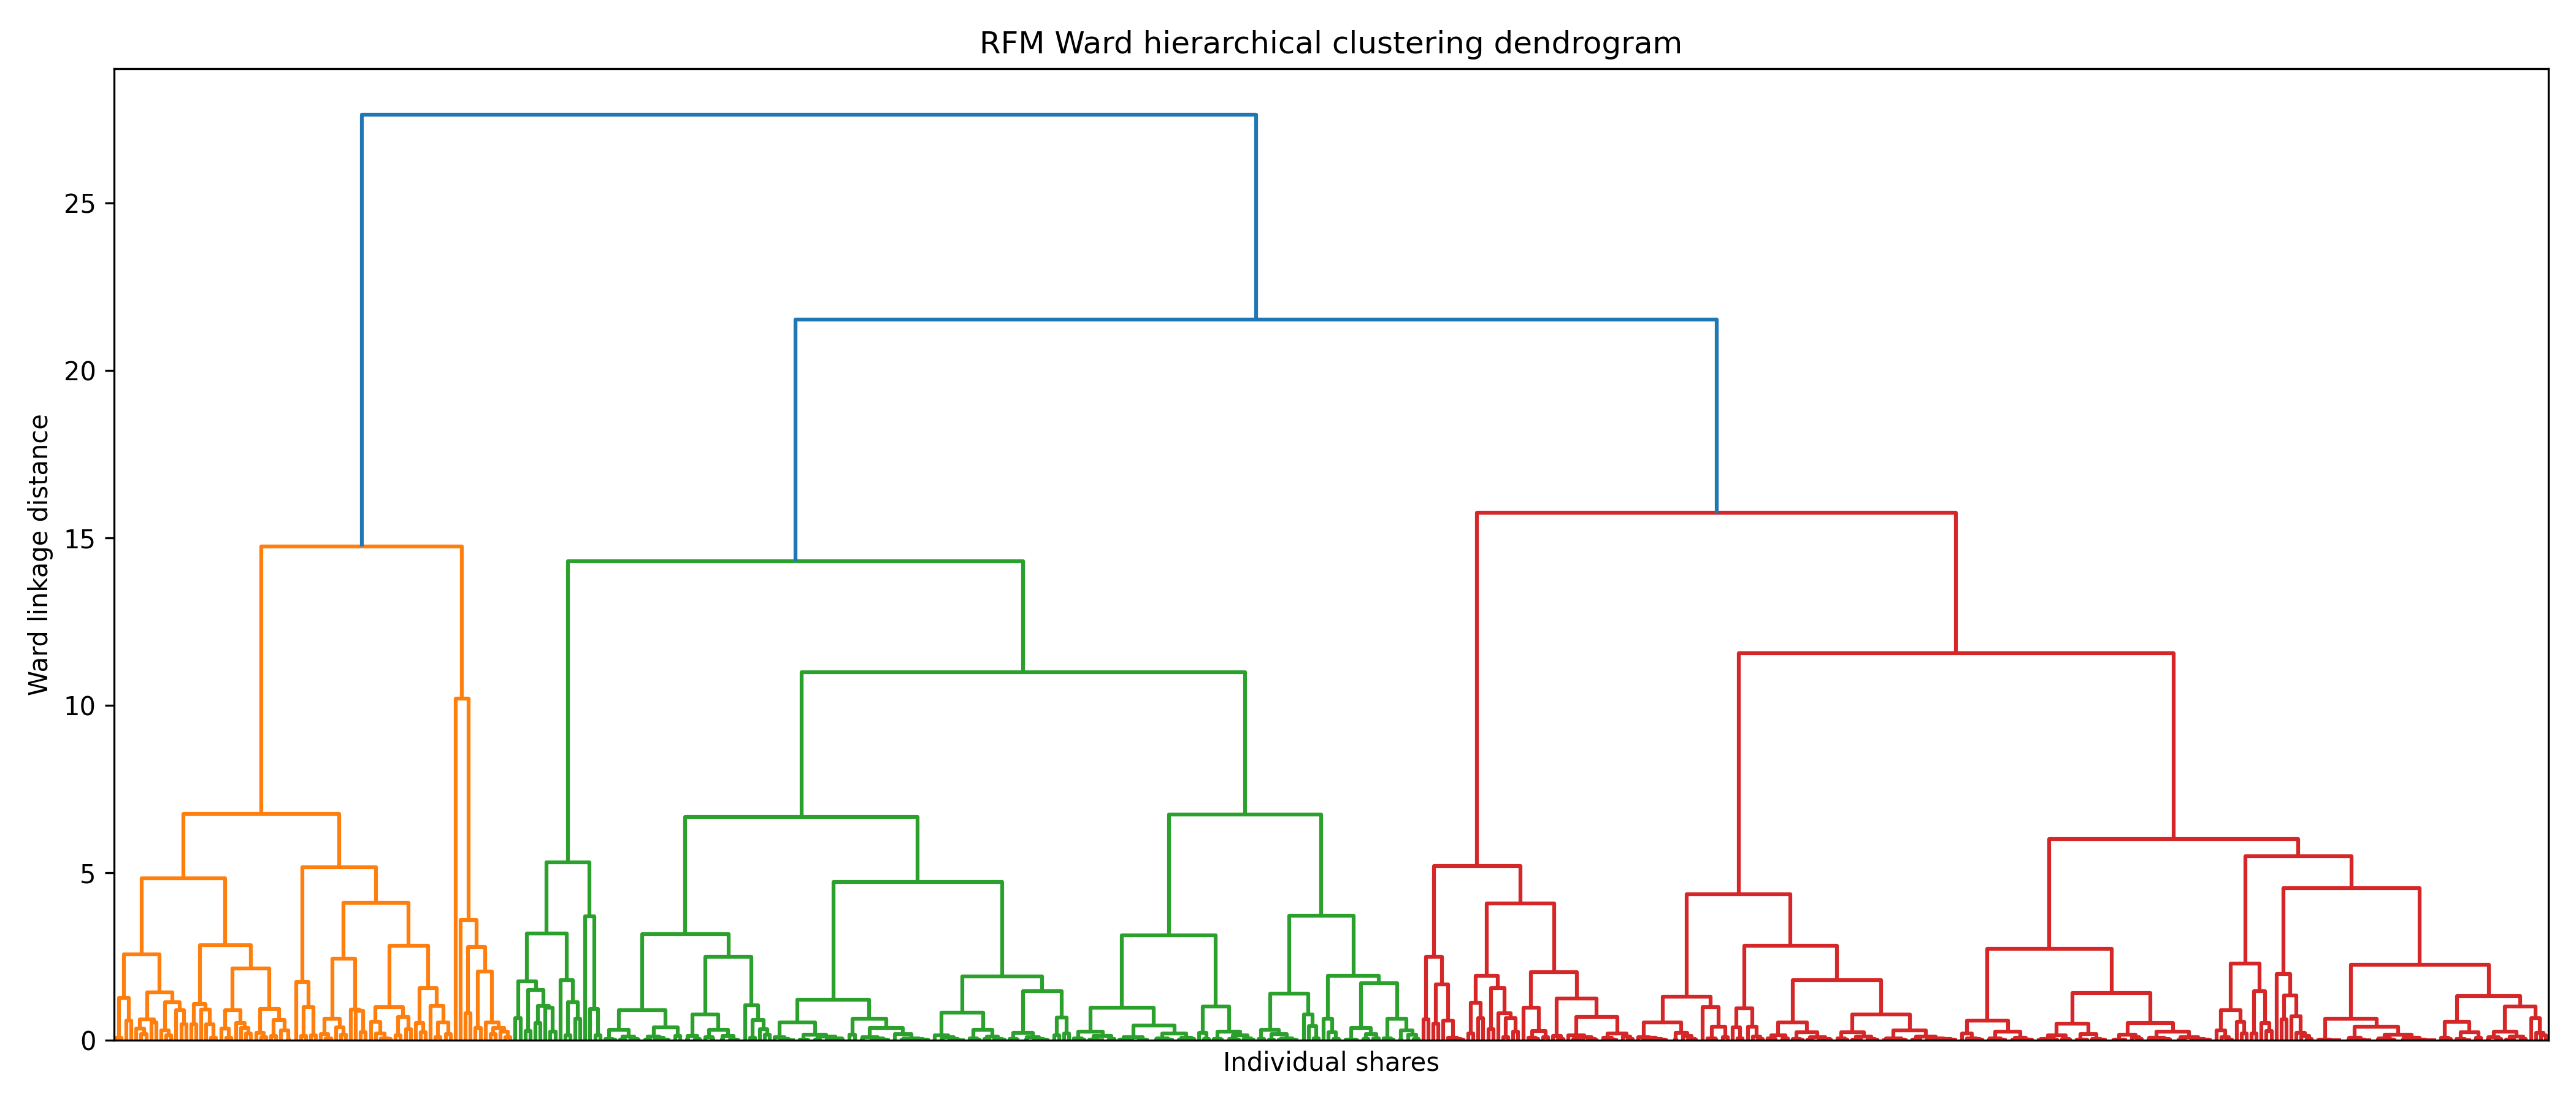 RFM Ward hierarchical clustering dendrogram
25
20
15
10
5
0
Ward linkage distance
Individual shares